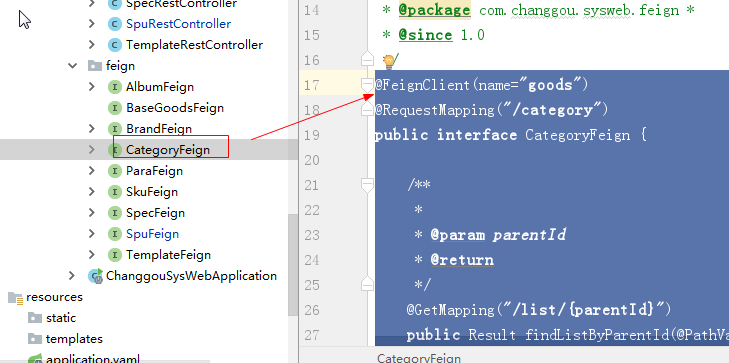 SpecRestController
SpuRestController
TemplateRestController
feign
AlbumFeign
BaseGoodsFeign
BrandFeign
CategoryFeign
ParaFeign
SkuFeign
SpecFeign
SpuFeign
TemplateFeign
ChanggouSysWebApplication
resources
static
templates
application.yaml
14
15 * @package com.changgou.sysweb.feign *
* @since 1.0
16 */
17 @FeignClient(name="goods")
18 @RequestMapping("/category")
19 public interface CategoryFeign {
20
21 /**
22 *
23 * @param parentId
24 * @return
25 */
26 @GetMapping("/list/{parentId}")
27 public Result findListByParentId(@PathVa
CategoryFeign